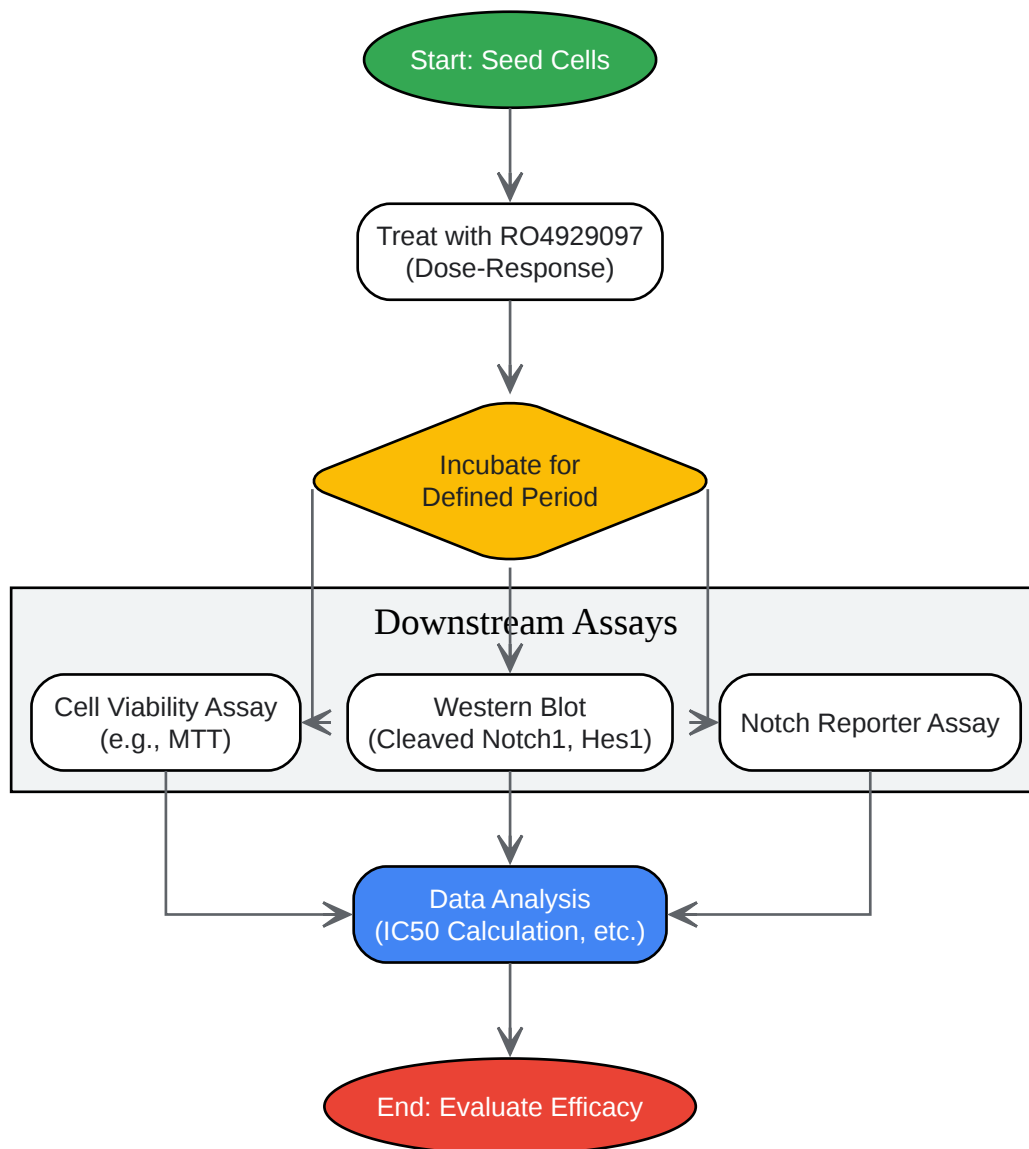 Start: Seed Cells
Treat with RO4929097
(Dose-Response)
Incubate for
Defined Period
Downstream Assays
Cell Viability Assay
(e.g., MTT)
Western Blot
(Cleaved Notch1, Hes1)
Notch Reporter Assay
Data Analysis
(IC50 Calculation, etc.)
End: Evaluate Efficacy